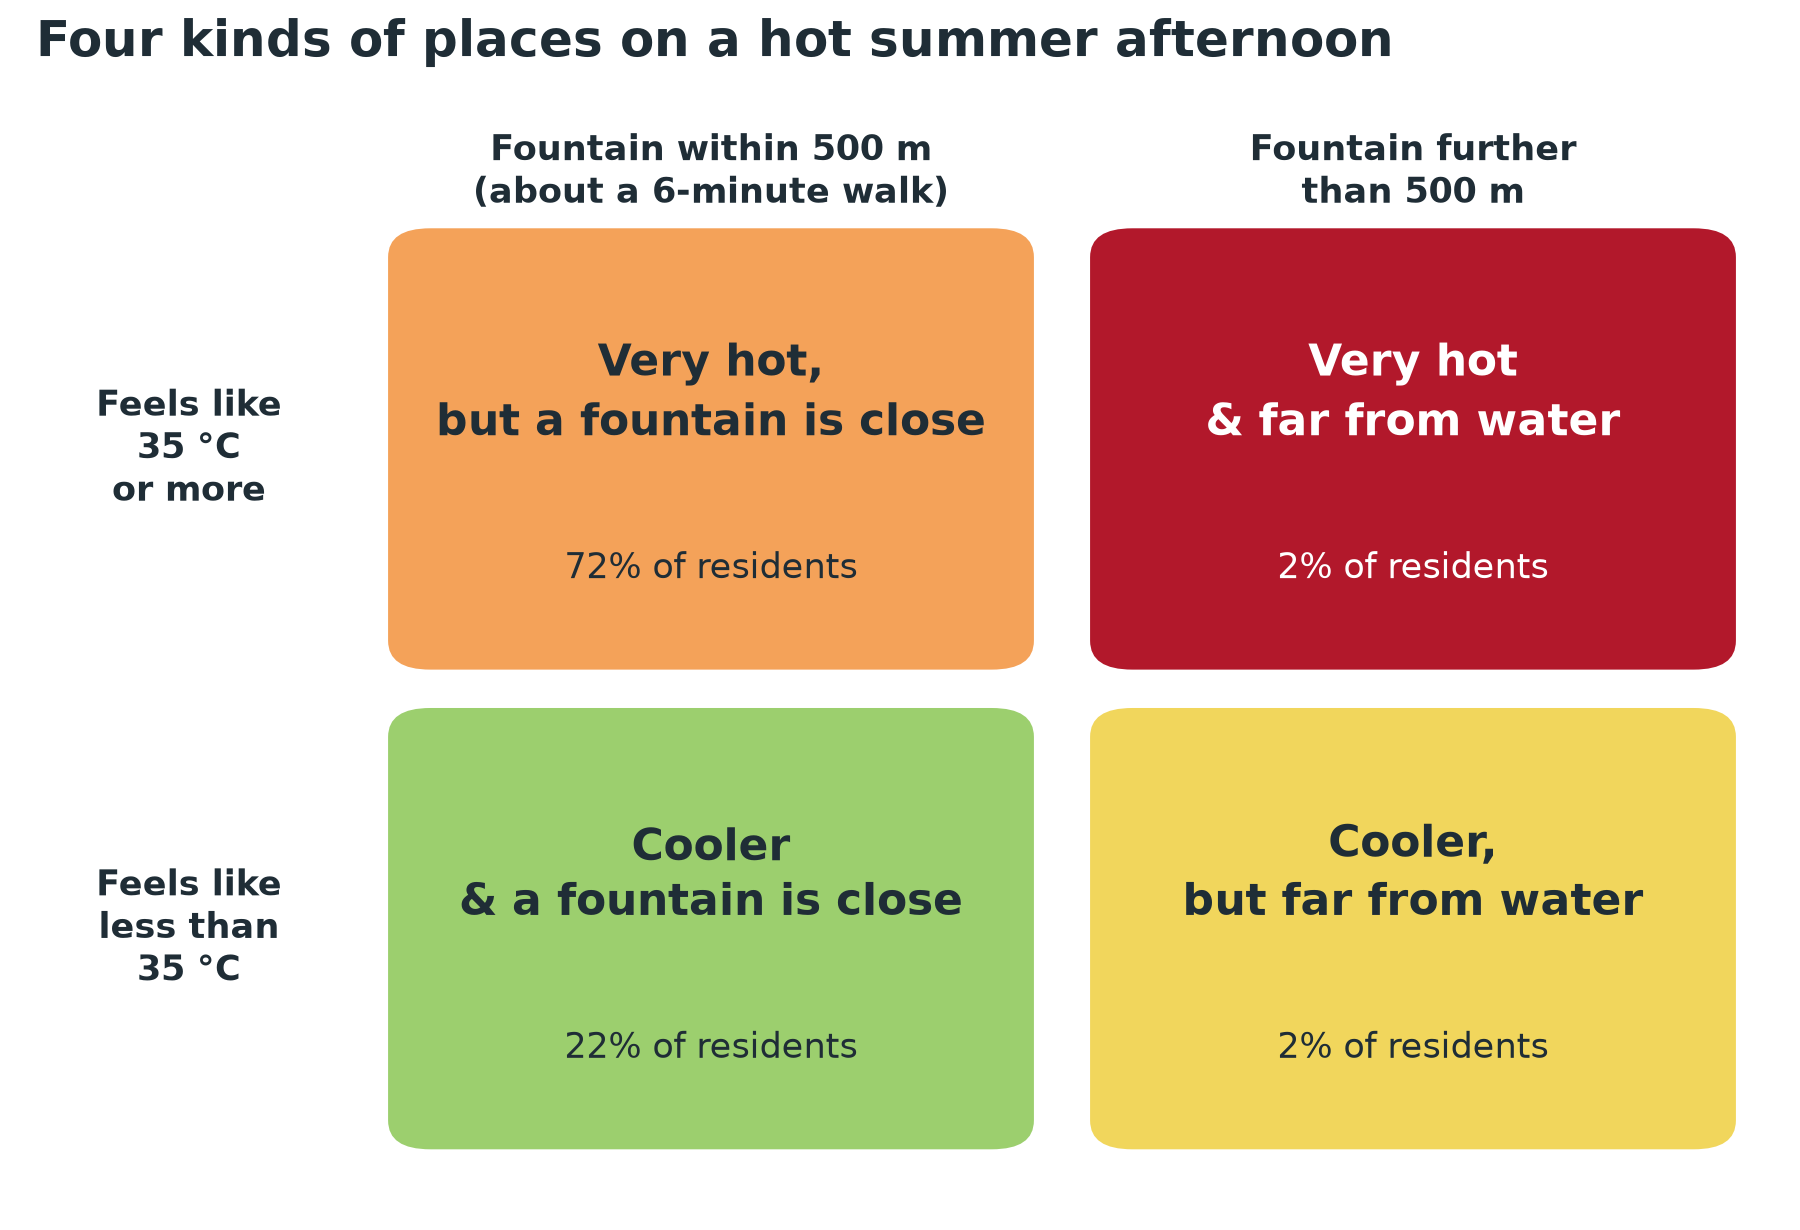 Four kinds of places on a hot summer afternoon
Fountain within 500 m
(about a 6-minute walk)
Fountain further
than 500 m
Feels like
35 °C
or more
Very hot,
but a fountain is close
72% of residents
Very hot
& far from water
2% of residents
Feels like
less than
35 °C
Cooler
& a fountain is close
22% of residents
Cooler,
but far from water
2% of residents